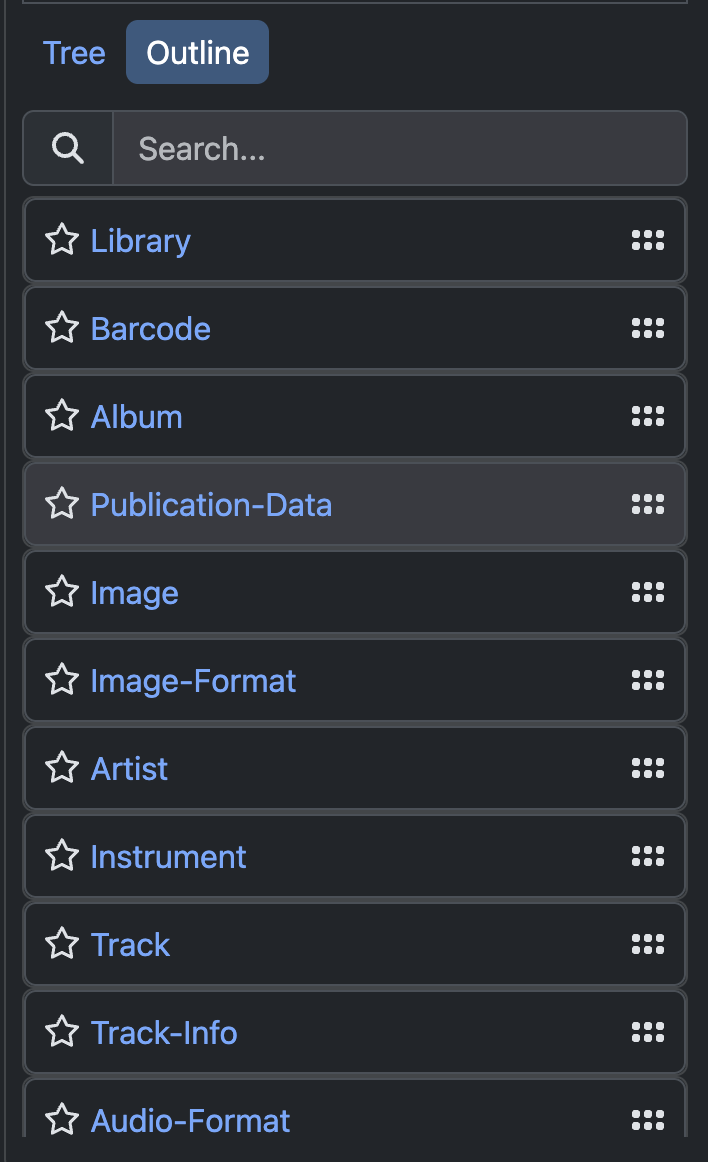 Tree Outline
Search...
Library
Barcode
Album
Publication-Data
Image
Image-Format
Artist
Instrument
Track
Track-Info
Audio-Format